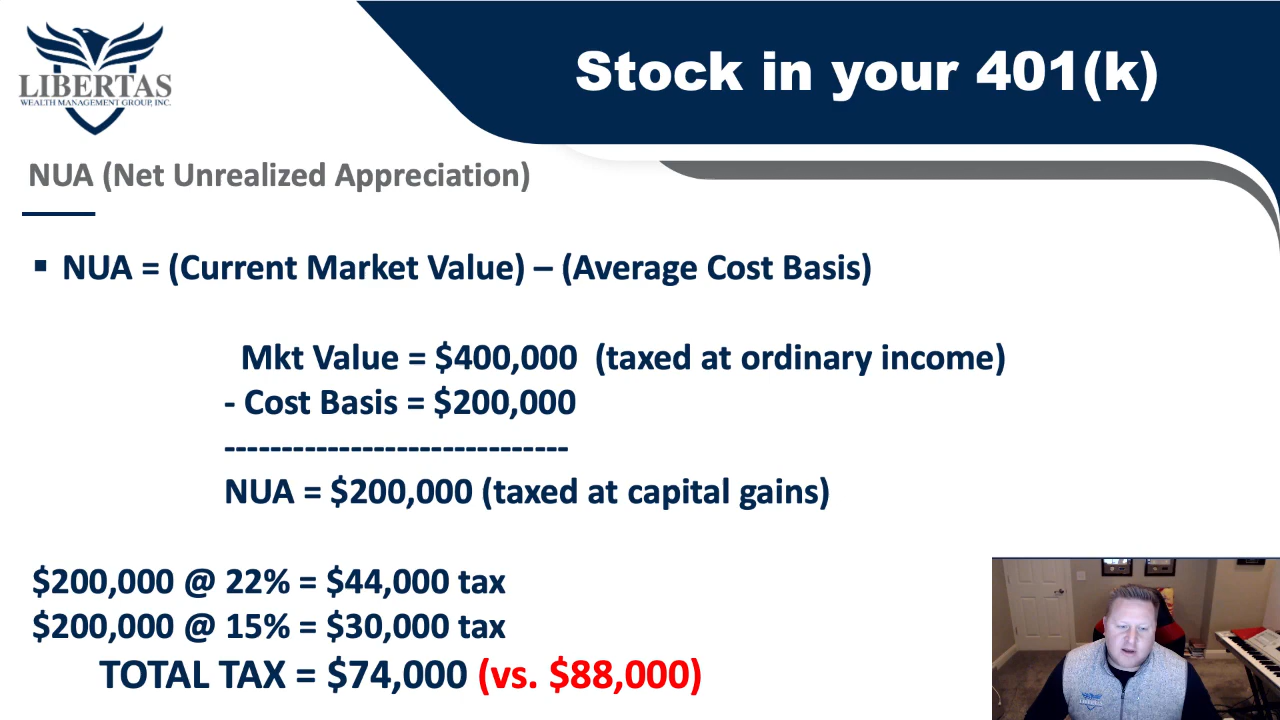 LIBERTAS
WEALTH MANAGEMENT GROUP, INC.
Stock in your 401(k)
NUA (Net Unrealized Appreciation)
▪ NUA = (Current Market Value) – (Average Cost Basis)
Mkt Value = $400,000 (taxed at ordinary income)
- Cost Basis = $200,000
------------------------------
NUA = $200,000 (taxed at capital gains)
$200,000 @ 22% = $44,000 tax
$200,000 @ 15% = $30,000 tax
TOTAL TAX = $74,000 (vs. $88,000)